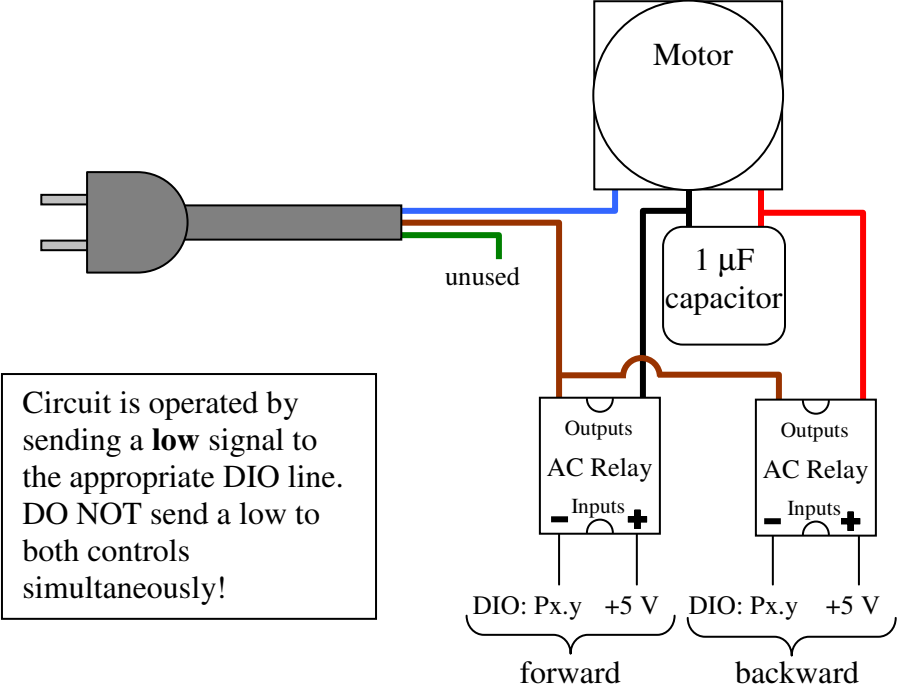 Motor
unused
1 μF
capacitor
Circuit is operated by
sending a low signal to
the appropriate DIO line.
DO NOT send a low to
both controls
simultaneously!
Outputs
AC Relay
Inputs
- +
DIO: Px.y +5 V
forward
Outputs
AC Relay
Inputs
- +
DIO: Px.y +5 V
backward